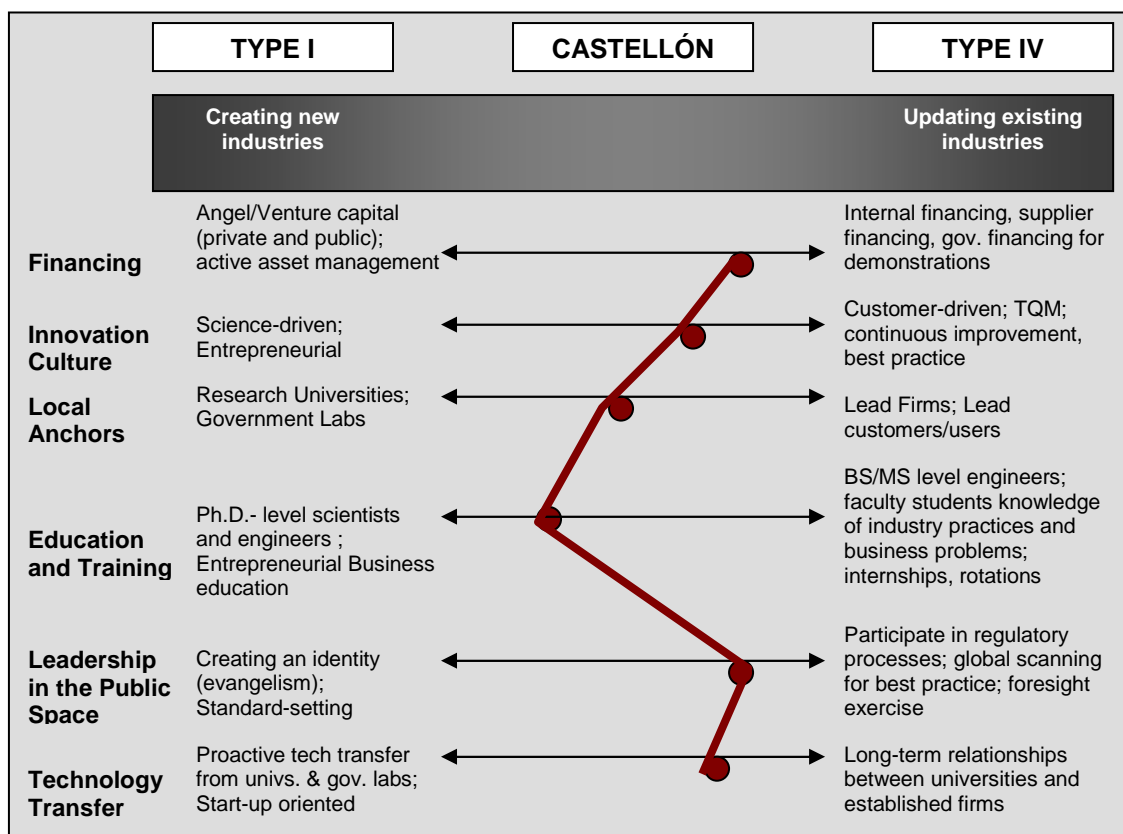 TYPE I
CASTELLÓN
TYPE IV
Creating new
industries
Updating existing
industries
Financing
Angel/Venture capital
(private and public);
active asset management
Internal financing, supplier
financing, gov. financing for
demonstrations
Innovation
Culture
Science-driven;
Entrepreneurial
Customer-driven; TQM;
continuous improvement,
best practice
Local
Anchors
Research Universities;
Government Labs
Lead Firms; Lead
customers/users
Education
and Training
Ph.D.- level scientists
and engineers ;
Entrepreneurial Business
education
BS/MS level engineers;
faculty students knowledge
of industry practices and
business problems;
internships, rotations
Leadership
in the Public
Space
Creating an identity
(evangelism);
Standard-setting
Participate in regulatory
processes; global scanning
for best practice; foresight
exercise
Technology
Transfer
Proactive tech transfer
from univs. & gov. labs;
Start-up oriented
Long-term relationships
between universities and
established firms